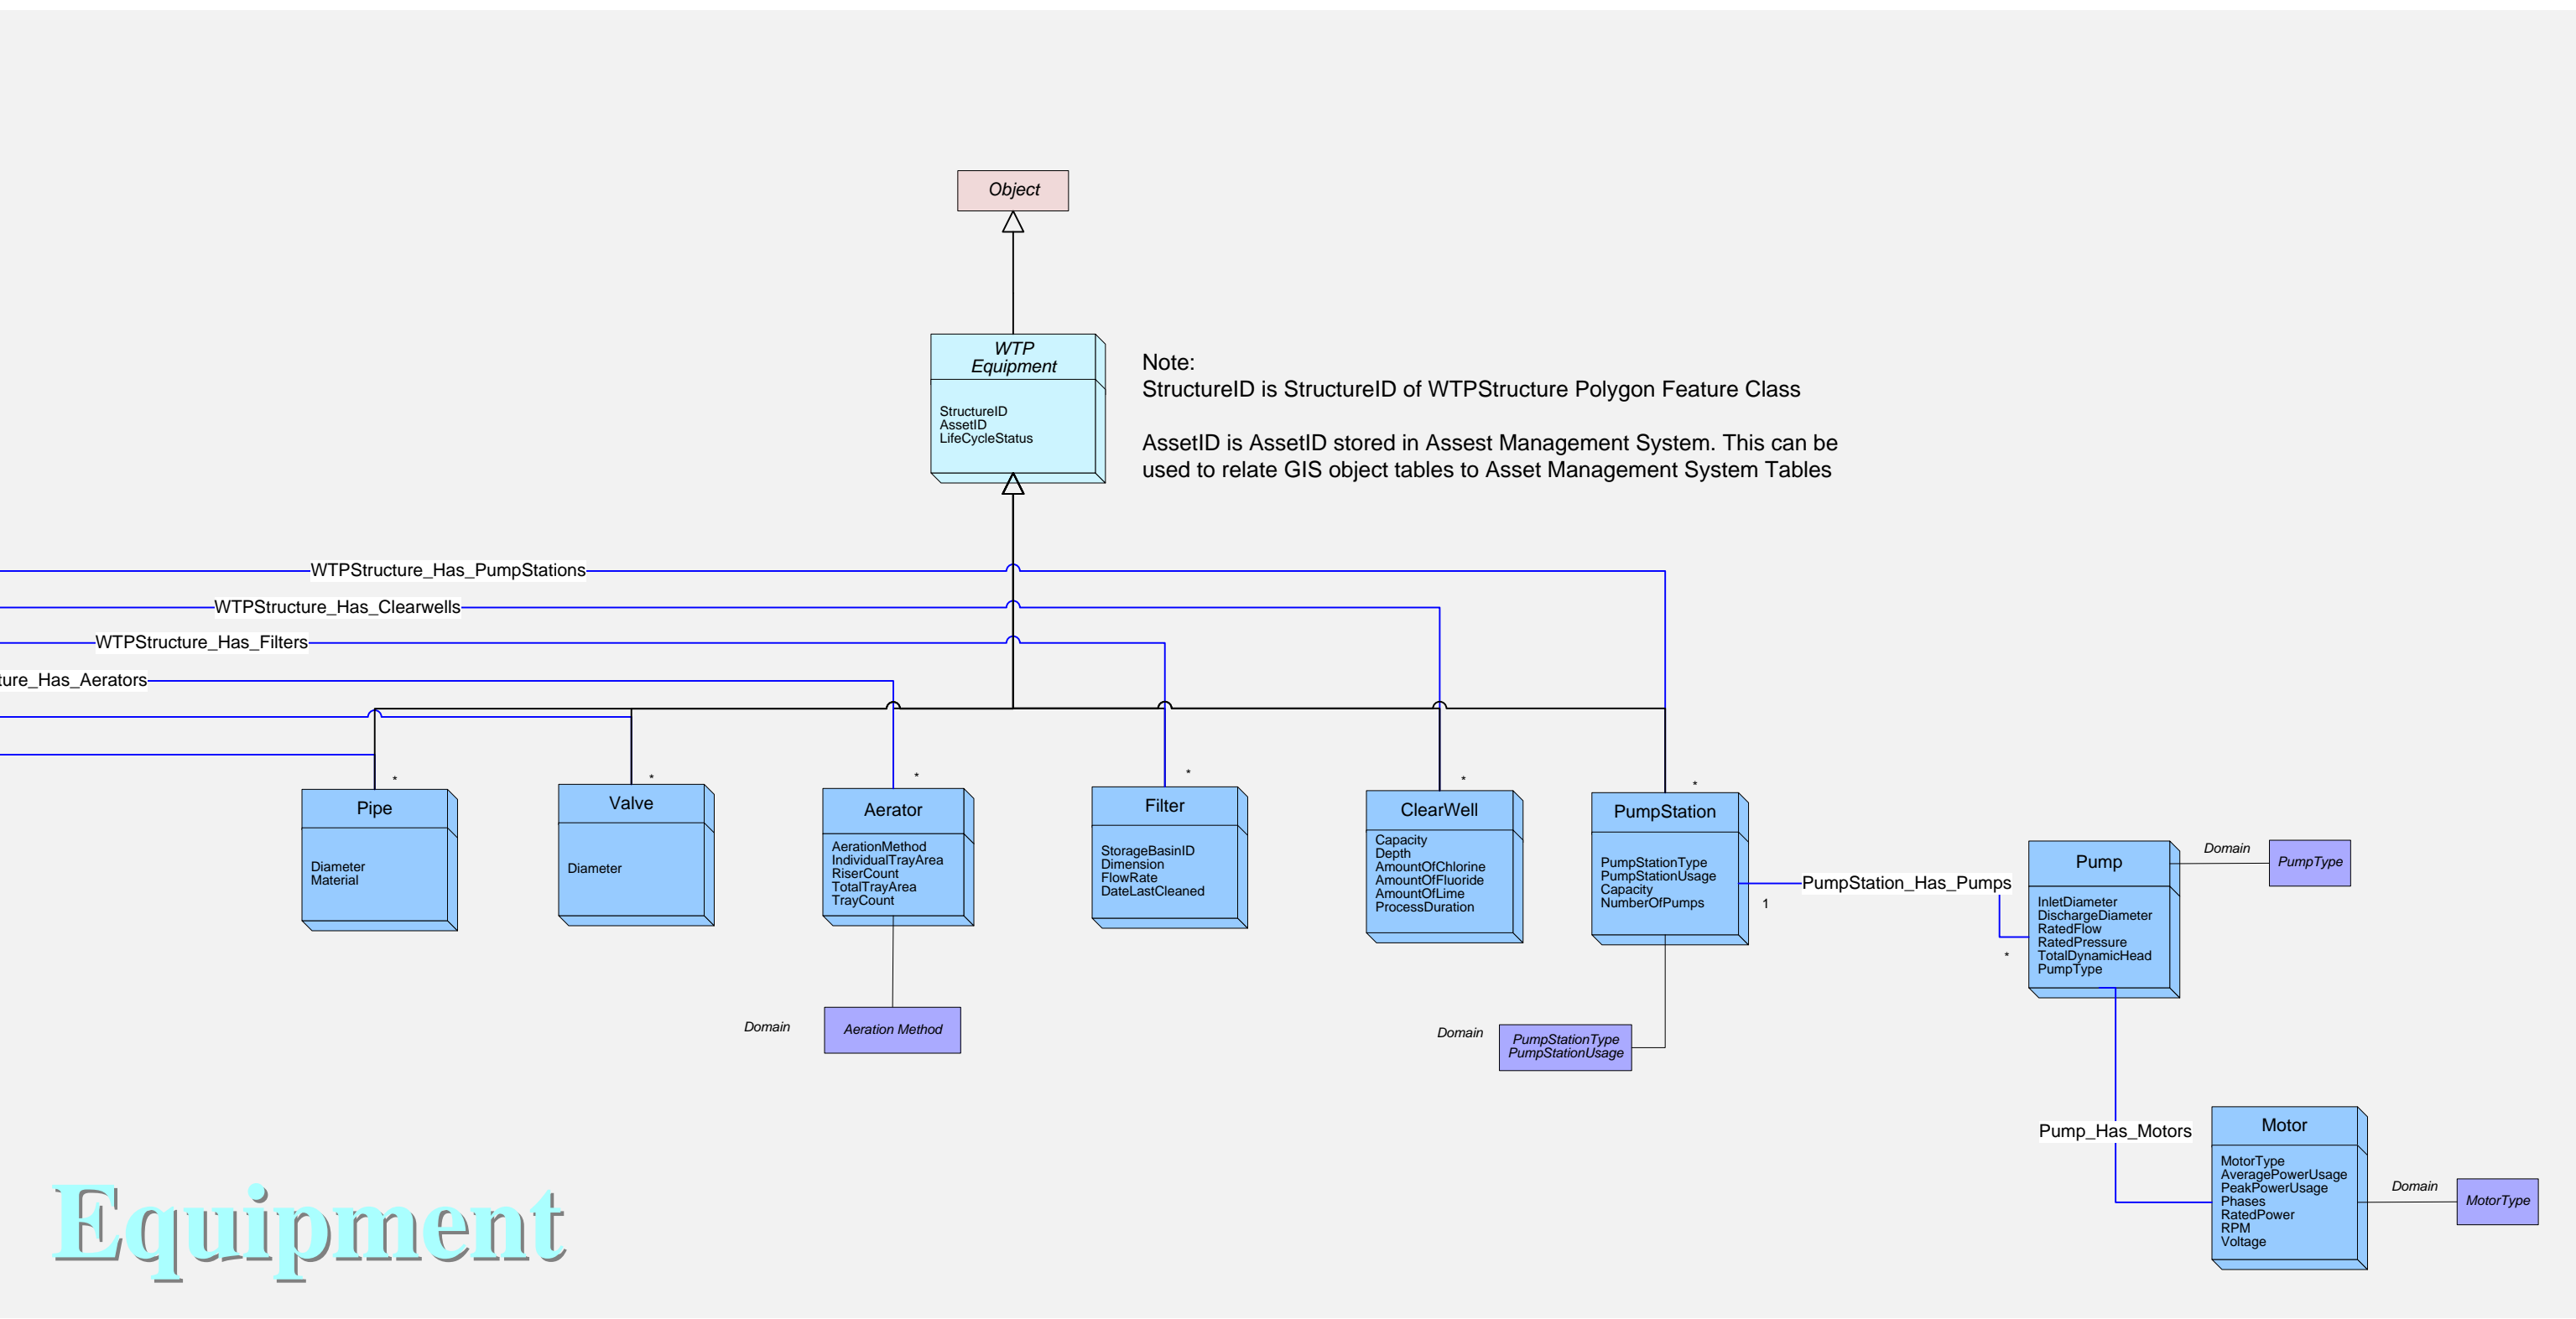 Object
WTP
Equipment
StructureID
AssetID
LifeCycleStatus
Note:
StructureID is StructureID of WTPStructure Polygon Feature Class
AssetID is AssetID stored in Assest Management System. This can be
used to relate GIS object tables to Asset Management System Tables
WTPStructure_Has_PumpStations
WTPStructure_Has_Clearwells
WTPStructure_Has_Filters
ture_Has_Aerators
*
Pipe
Diameter
Material
*
Valve
Diameter
*
Aerator
AerationMethod
IndividualTrayArea
RiserCount
TotalTrayArea
TrayCount
*
Filter
StorageBasinID
Dimension
FlowRate
DateLastCleaned
*
ClearWell
Capacity
Depth
AmountOfChlorine
AmountOfFluoride
AmountOfLime
ProcessDuration
*
PumpStation
PumpStationType
PumpStationUsage
Capacity
NumberOfPumps
PumpStation_Has_Pumps
1
*
Pump
InletDiameter
DischargeDiameter
RatedFlow
RatedPressure
TotalDynamicHead
PumpType
Domain
PumpType
Domain
Aeration Method
Domain
PumpStationType
PumpStationUsage
Pump_Has_Motors
Motor
MotorType
AveragePowerUsage
PeakPowerUsage
Phases
RatedPower
RPM
Voltage
Domain
MotorType
Equipment